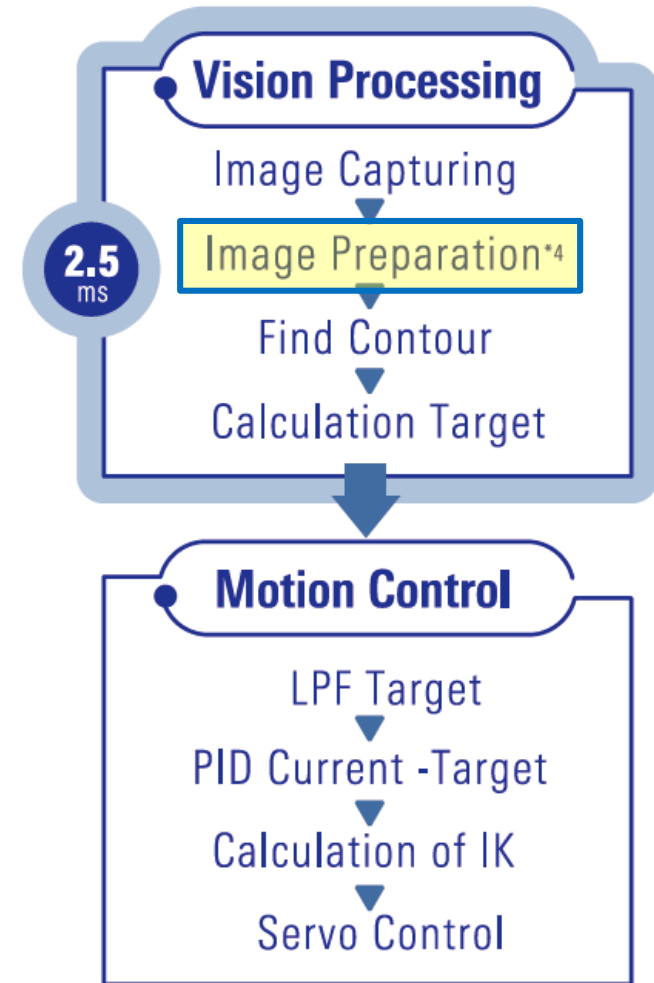 Vision Processing
Image Capturing
2.5
ms
Image Preparation*4
Find Contour
Calculation Target
Motion Control
LPF Target
PID Current -Target
Calculation of IK
Servo Control